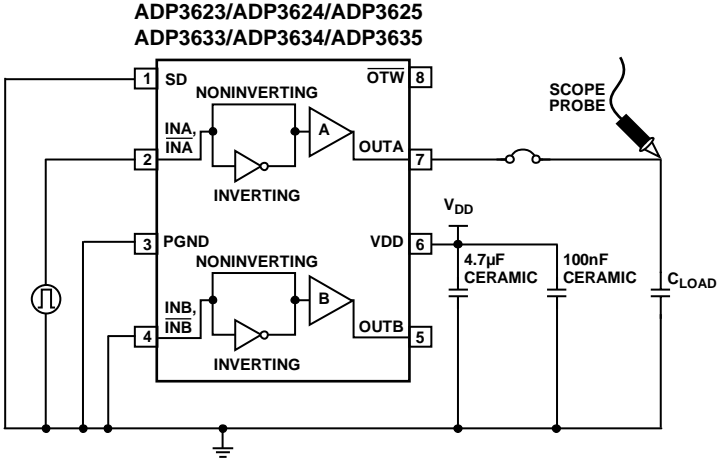 ADP3623/ADP3624/ADP3625
ADP3633/ADP3634/ADP3635
1
SD
OTW
8
NONINVERTING
SCOPE
PROBE
INA,
INA
A
OUTA
2
7
INVERTING
VDD
3
PGND
VDD
6
4.7µF
CERAMIC
100nF
CERAMIC
NONINVERTING
CLOAD
INB,
INB
B
OUTB
4
5
INVERTING